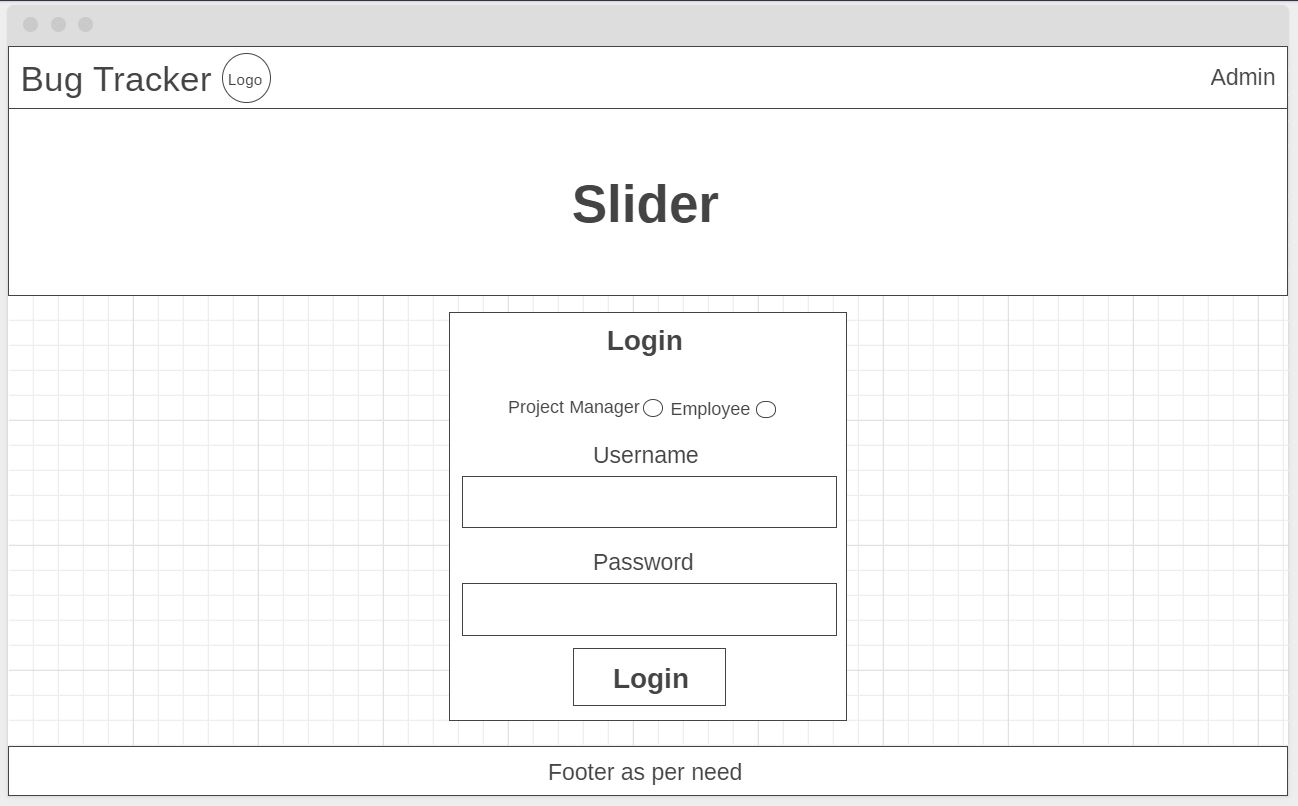 Bug Tracker Logo Admin
Slider
Login
Project Manager Employee
Username
Password
Login
Footer as per need